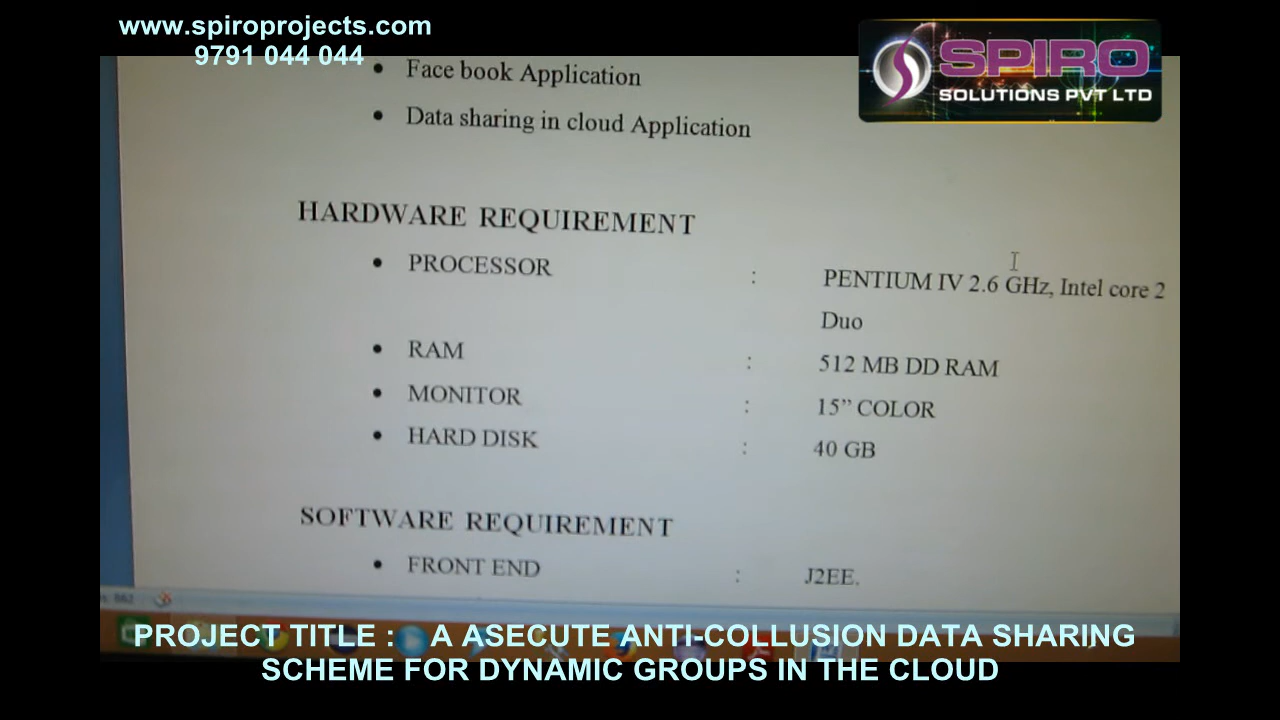 www.spiroprojects.com
9791 044 044
SPIRO
SOLUTIONS PVT LTD
• Face book Application
• Data sharing in cloud Application
HARDWARE REQUIREMENT
• PROCESSOR : PENTIUM IV 2.6 GHz, Intel core 2
Duo
• RAM : 512 MB DD RAM
• MONITOR : 15” COLOR
• HARD DISK : 40 GB
SOFTWARE REQUIREMENT
• FRONT END : J2EE.
PROJECT TITLE : A ASECUTE ANTI-COLLUSION DATA SHARING
SCHEME FOR DYNAMIC GROUPS IN THE CLOUD